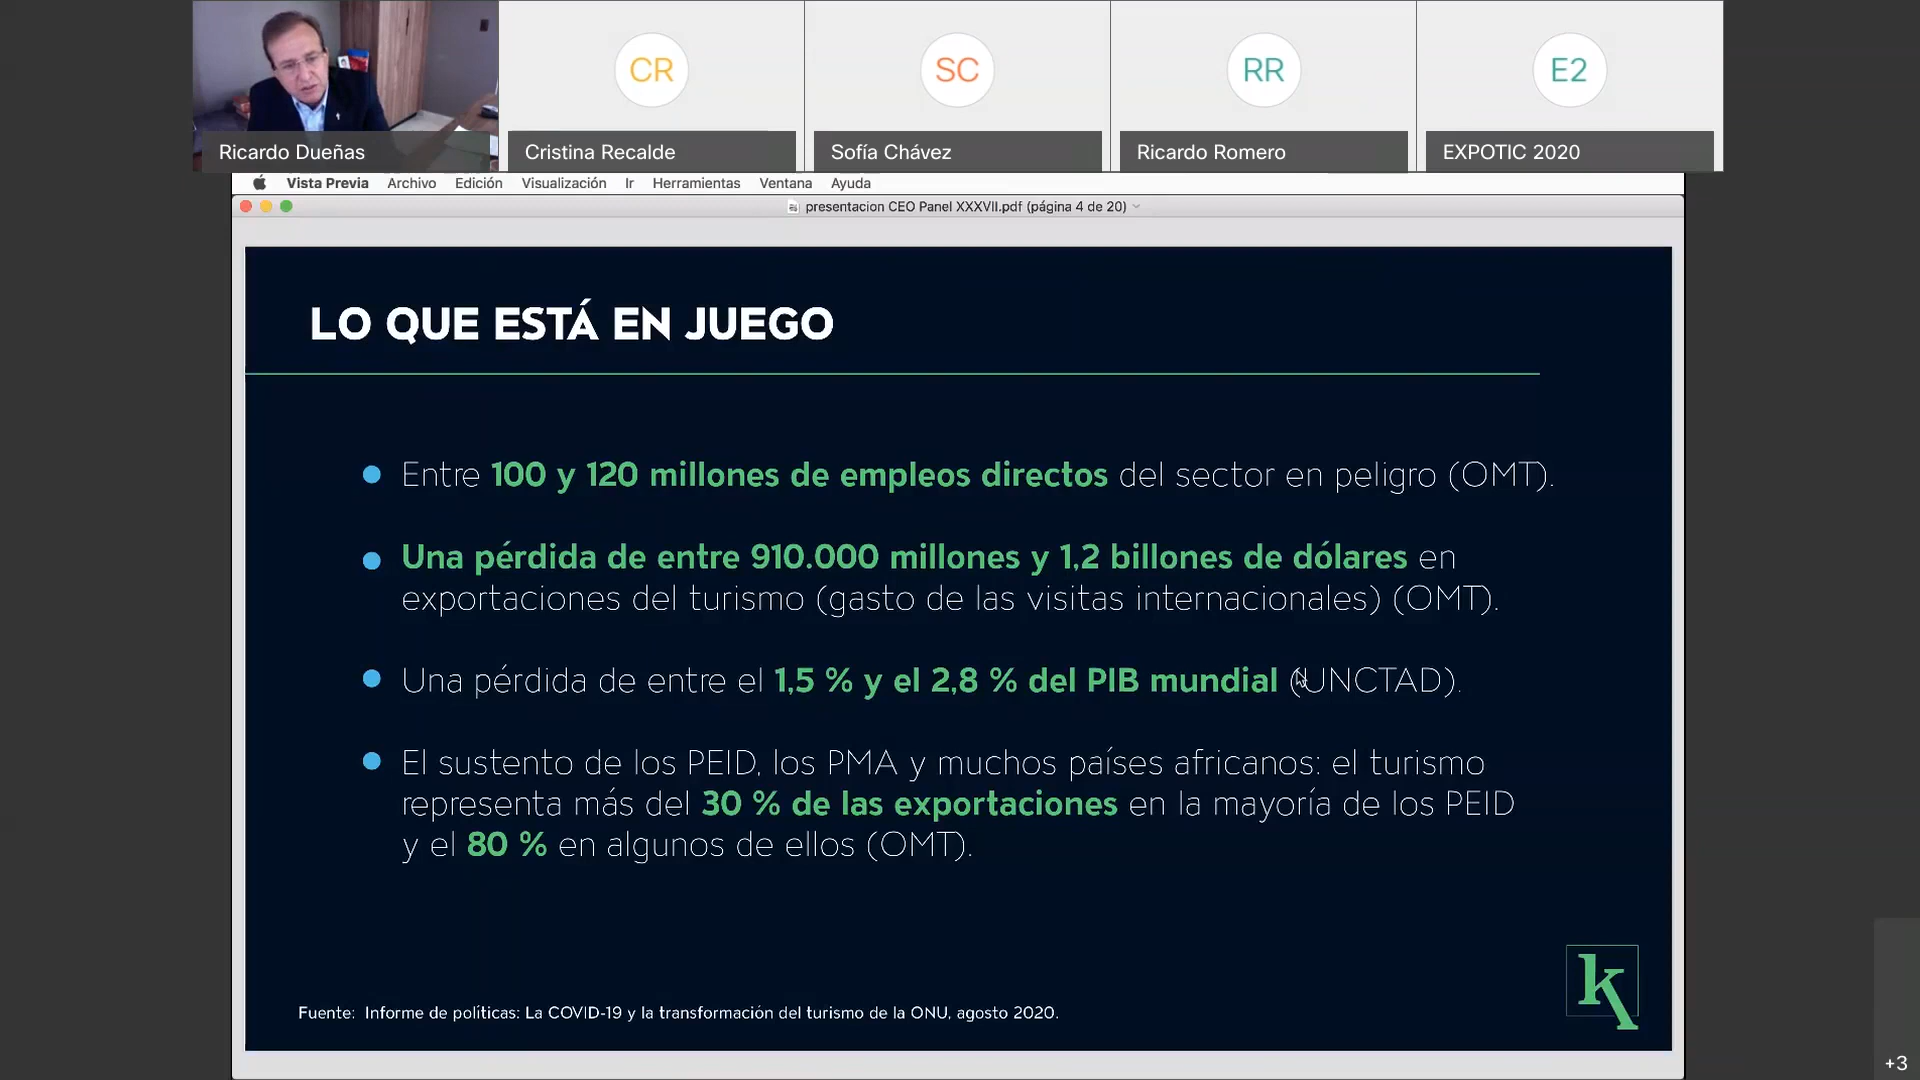 CR
SC
RR
E2
Ricardo Dueñas
Cristina Recalde
Sofía Chávez
Ricardo Romero
EXPOTIC 2020
Vista Previa Archivo Edición Visualización Ir Herramientas Ventana Ayuda
presentacion CEO Panel XXXVII.pdf (página 4 de 20)
LO QUE ESTÁ EN JUEGO
Entre 100 y 120 millones de empleos directos del sector en peligro (OMT).
Una pérdida de entre 910.000 millones y 1,2 billones de dólares en
exportaciones del turismo (gasto de las visitas internacionales) (OMT).
Una pérdida de entre el 1,5 % y el 2,8 % del PIB mundial (UNCTAD).
El sustento de los PEID, los PMA y muchos países africanos: el turismo
representa más del 30 % de las exportaciones en la mayoría de los PEID
y el 80 % en algunos de ellos (OMT).
k
Fuente: Informe de políticas: La COVID-19 y la transformación del turismo de la ONU, agosto 2020.
+3